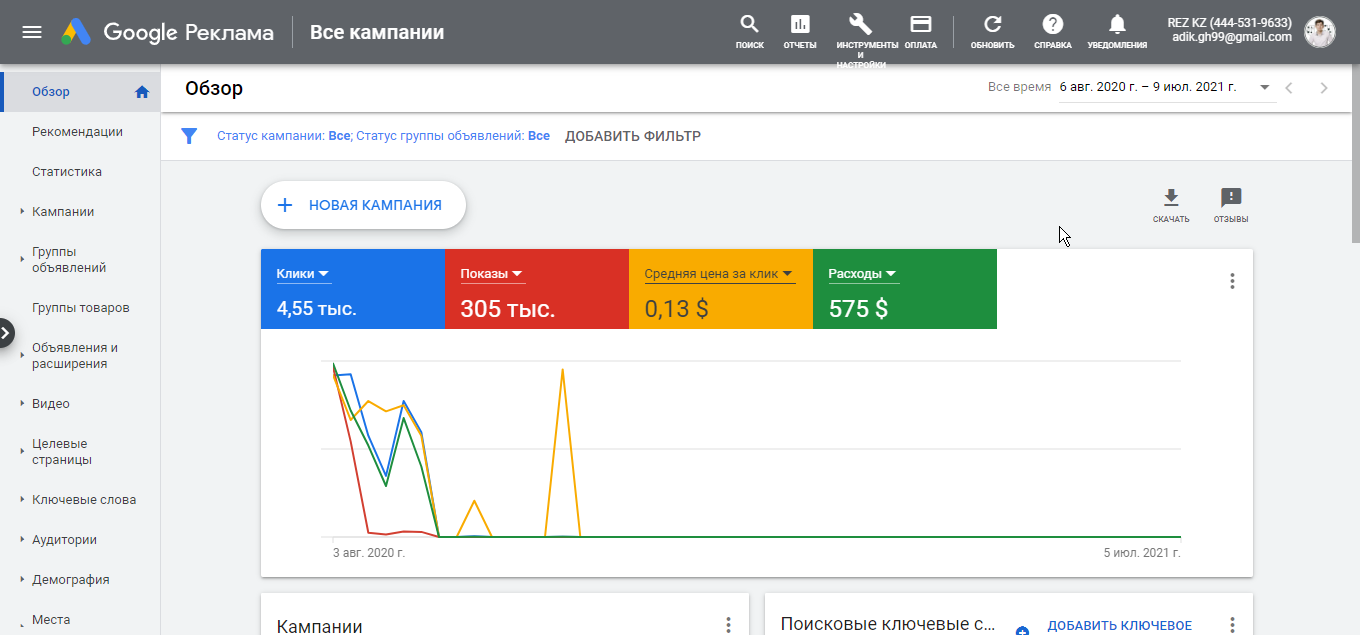 Google Реклама
Все кампании
ПОИСК
ОТЧЕТЫ
ИНСТРУМЕНТЫ
И
НАСТРОЙКИ
ОПЛАТА
ОБНОВИТЬ
СПРАВКА
УВЕДОМЛЕНИЯ
REZ KZ (444-531-9633)
adik.gh99@gmail.com
Обзор
Рекомендации
Статистика
Кампании
Группы
объявлений
Группы товаров
Объявления и
расширения
Видео
Целевые
страницы
Ключевые слова
Аудитории
Демография
Места
Обзор
Все время 6 авг. 2020 г. – 9 июл. 2021 г.
Статус кампании: Все; Статус группы объявлений: Все ДОБАВИТЬ ФИЛЬТР
НОВАЯ КАМПАНИЯ
СКАЧАТЬ
ОТЗЫВЫ
Клики
4,55 тыс.
Показы
305 тыс.
Средняя цена за клик
0,13 $
Расходы
575 $
3 авг. 2020 г.
5 июл. 2021 г.
Кампании
Поисковые ключевые с...
ДОБАВИТЬ КЛЮЧЕВОЕ